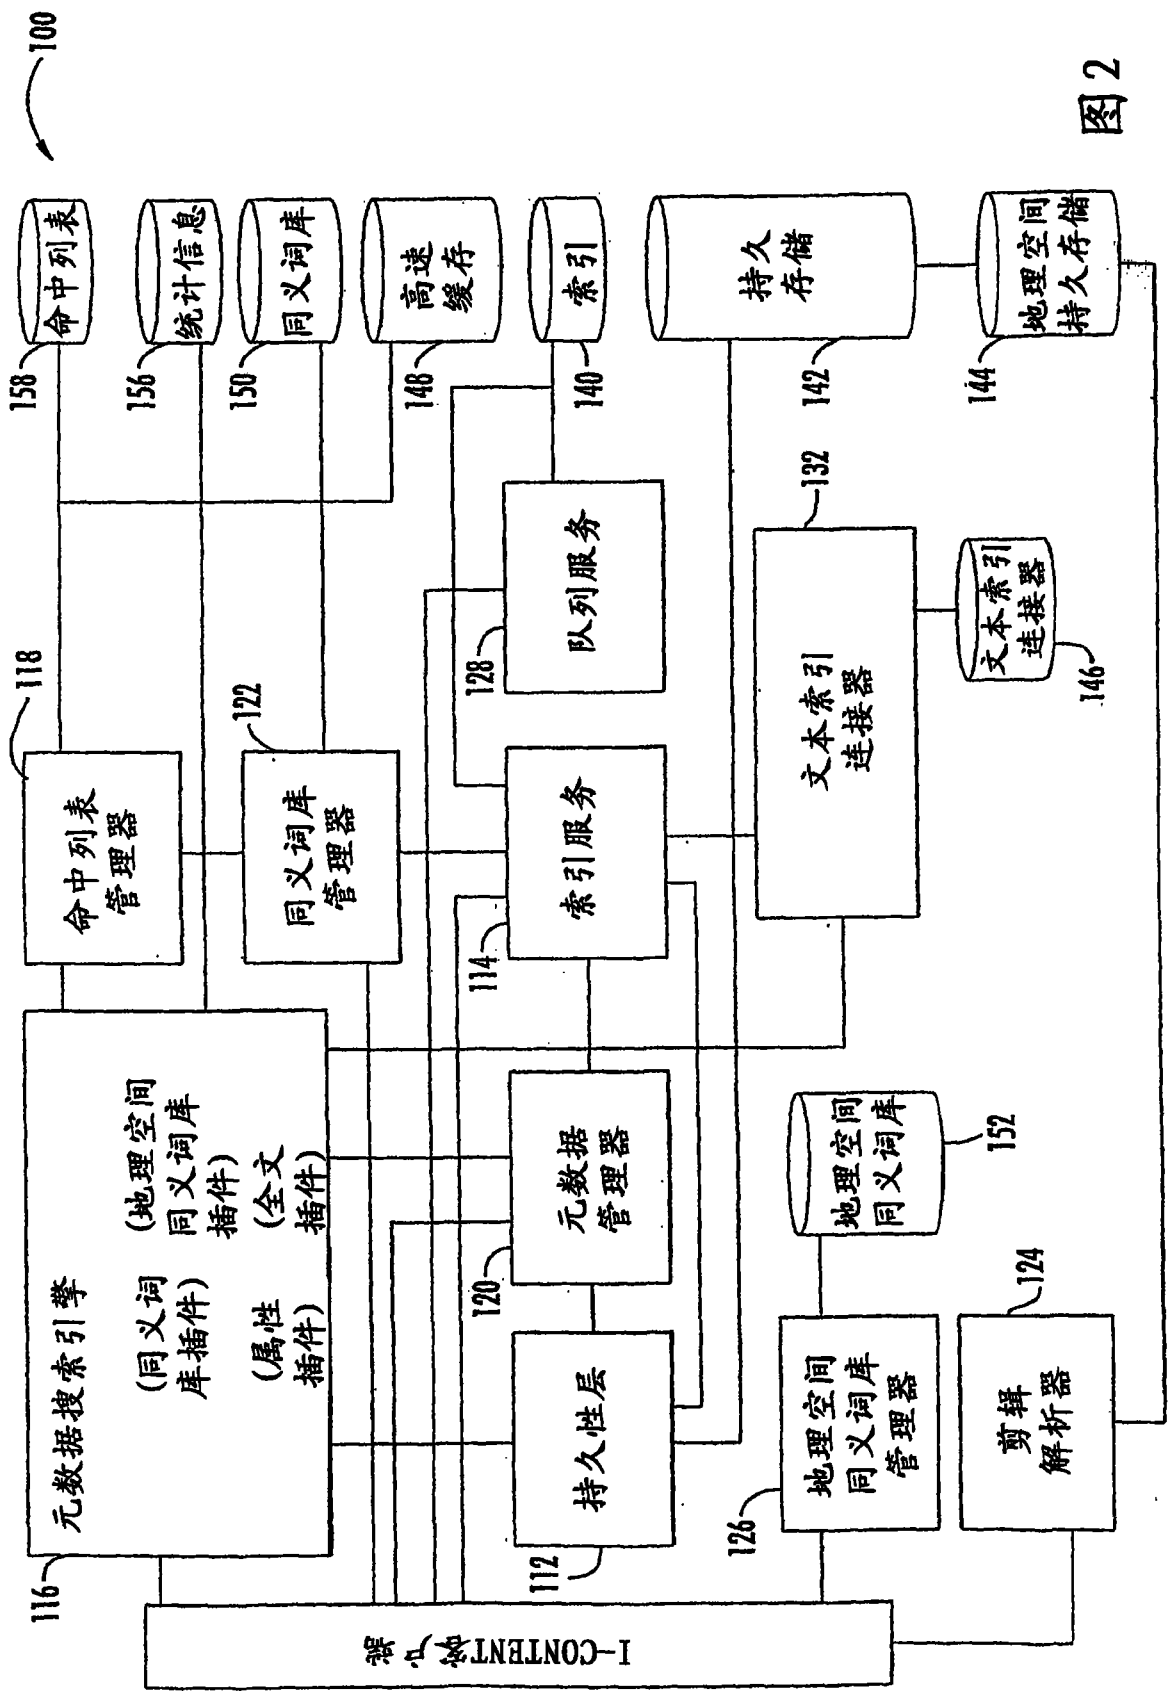 I-CONTENT客户器
116
元数据搜索引擎
(同义词
库插件)
(地理空间
同义词库
插件)
(属性
插件)
(全文
插件)
118
命中列表
管理器
158
命中列表
100
156
统计信息
122
同义词库
管理器
150
同义词库
148
高速
缓存
112
持久性层
120
元数据
管理器
114
索引服务
128
队列服务
140
索引
126
地理空间
同义词库
管理器
地理空间
同义词库
152
文本索引
连接器
132
142
持久
存储
剪辑
解析器
124
文本索引
连接器
146
144
地理空间
持久存储
图2